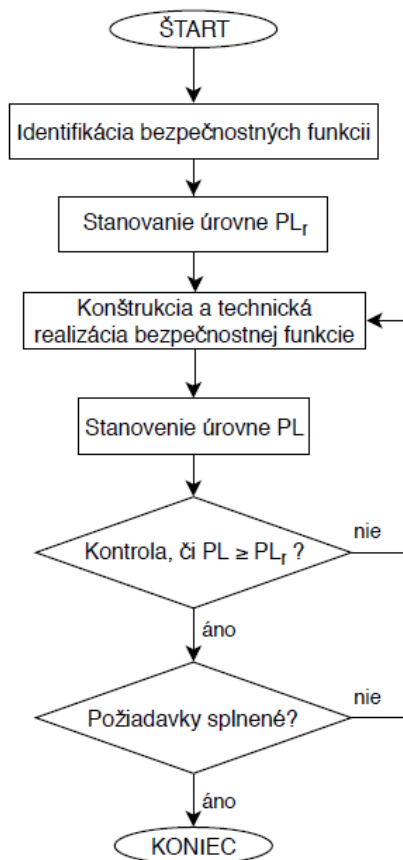 ŠTART
Identifikácia bezpečnostných funkcii
Stanovanie úrovne PLr
Konštrukcia a technická
realizácia bezpečnostnej funkcie
Stanovenie úrovne PL
Kontrola, či PL ≥ PLr ?
nie
áno
Požiadavky splnené?
nie
áno
KONIEC